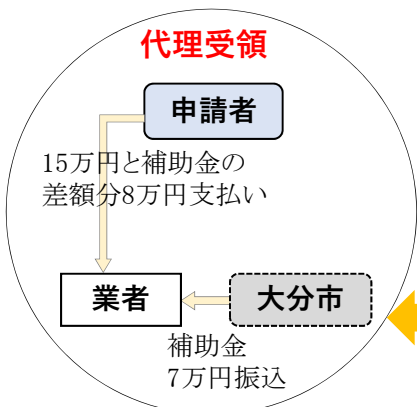 代理受領
申請者
15万円と補助金の
差額分8万円支払い
業者
大分市
補助金
7万円振込